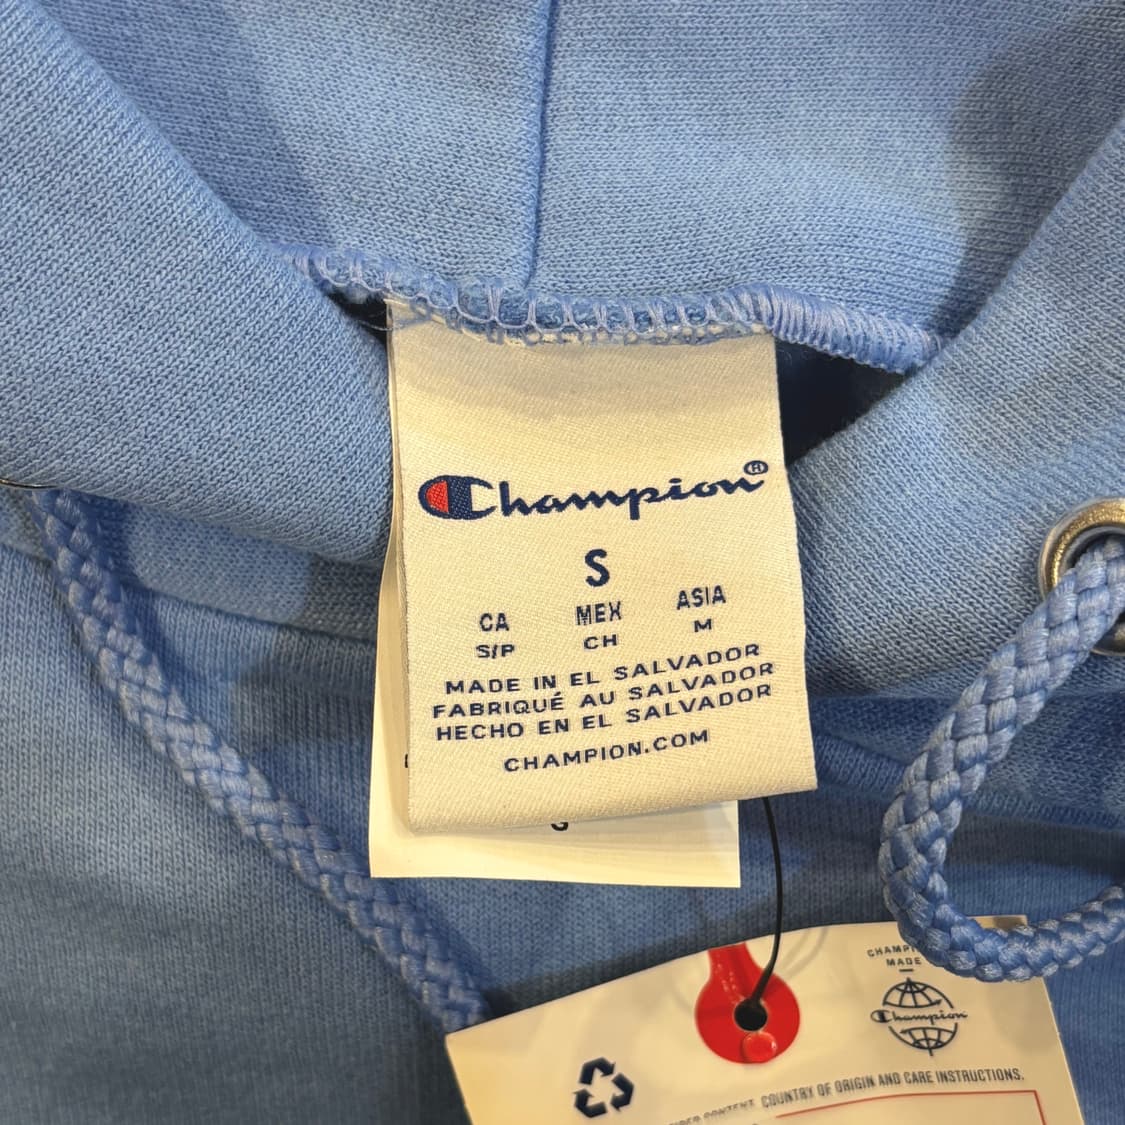 Champion®
S
CA MEX ASIA
S/P CH M
MADE IN EL SALVADOR
FABRIQUÉ AU SALVADOR
HECHO EN EL SALVADOR
CHAMPION.COM
MADE
Champion
CONTENT, COUNTRY OF ORIGIN AND CARE INSTRUCTIONS.